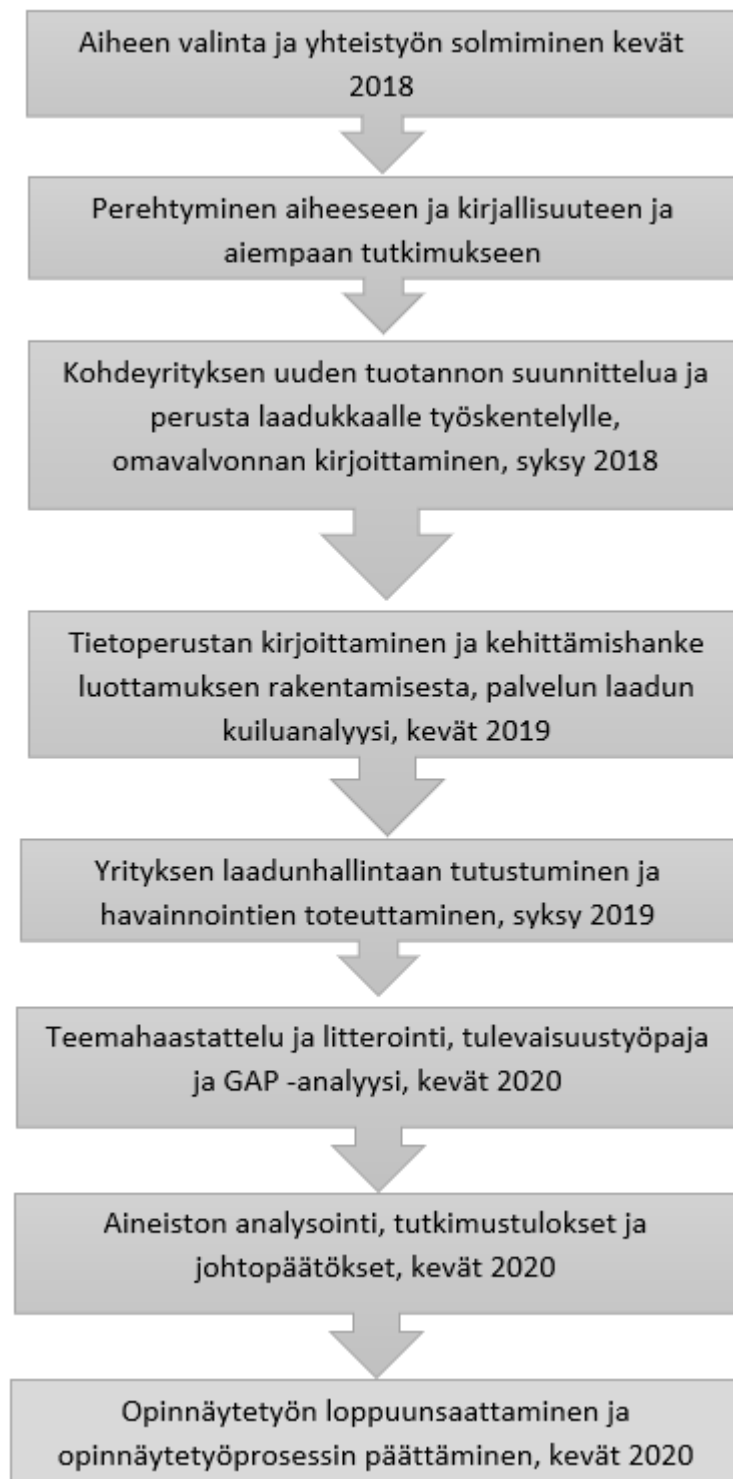 Aiheen valinta ja yhteistyön solmiminen kevät
2018
Perehtyminen aiheeseen ja kirjallisuuteen ja
aiempaan tutkimukseen
Kohdeyrityksen uuden tuotannon suunnittelua ja
perusta laadukkaalle työskentelylle,
omavalvonnan kirjoittaminen, syksy 2018
Tietoperustan kirjoittaminen ja kehittämishanke
luottamuksen rakentamisesta, palvelun laadun
kuiluanalyysi, kevät 2019
Yrityksen laadunhallintaan tutustuminen ja
havainnointien toteuttaminen, syksy 2019
Teemahaastattelu ja litterointi, tulevaisuustyöpaja
ja GAP -analyysi, kevät 2020
Aineiston analysointi, tutkimustulokset ja
johtopäätökset, kevät 2020
Opinnäytetyön loppuunsaattaminen ja
opinnäytetyöprosessin päättäminen, kevät 2020